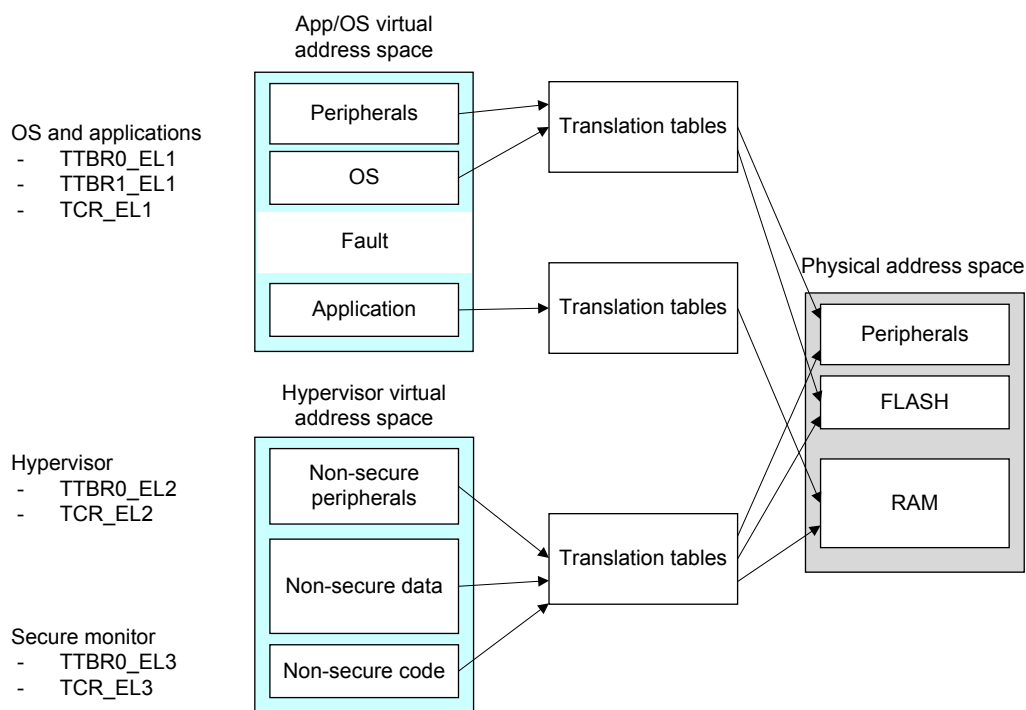 App/OS virtual
address space
OS and applications
- TTBR0_EL1
- TTBR1_EL1
- TCR_EL1
Peripherals
OS
Fault
Application
Translation tables
Translation tables
Physical address space
Peripherals
FLASH
RAM
Hypervisor virtual
address space
Hypervisor
- TTBR0_EL2
- TCR_EL2
Non-secure
peripherals
Non-secure data
Non-secure code
Translation tables
Secure monitor
- TTBR0_EL3
- TCR_EL3